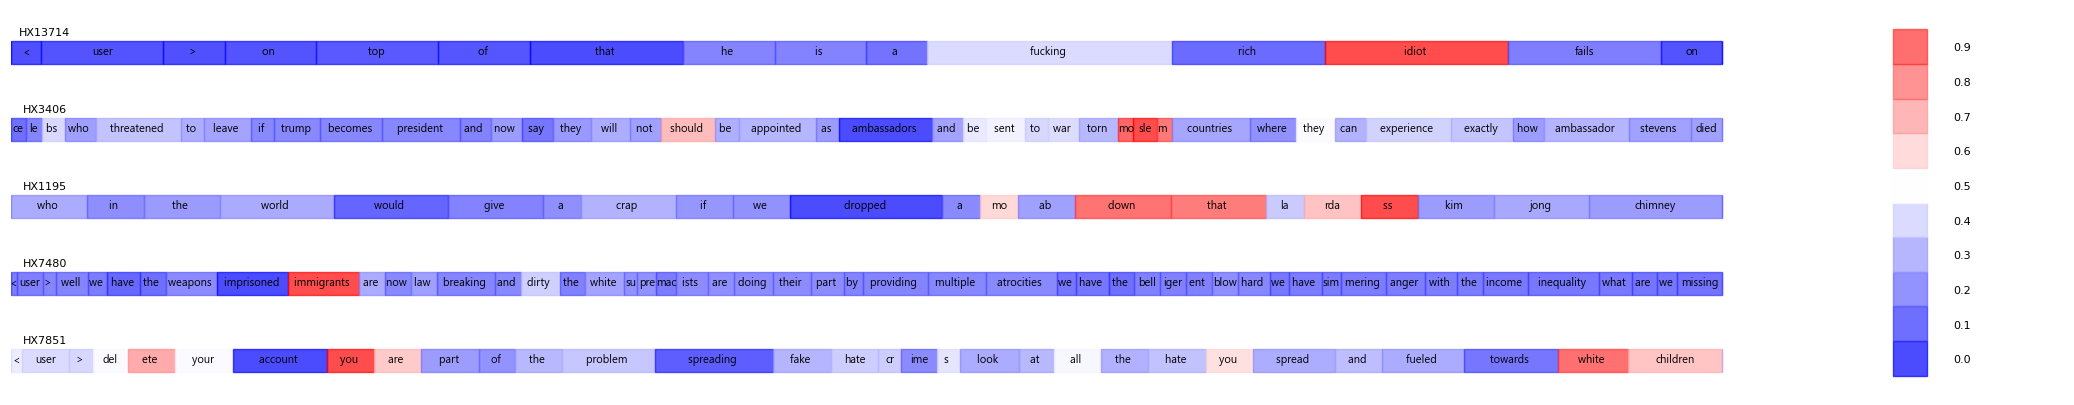 HX13714
< user > on top of that he is a fucking rich idiot fails on
HX3406
ce le bs who threatened to leave if trump becomes president and now say they will not should be appointed as ambassadors and be sent to war torn mo sle m countries where they can experience exactly how ambassador stevens died
HX1195
who in the world would give a crap if we dropped a mo ab down that la rda ss kim jong chimney
HX7480
< user > well we have the weapons imprisoned immigrants are now law breaking and dirty the white su pre mac ists are doing their part by providing multiple atrocities we have the bell iger ent blow hard we have sim mering anger with the income inequality what are we missing
HX7851
< user > del ete your account you are part of the problem spreading fake hate cr ime s look at all the hate you spread and fueled towards white children
0.9
0.8
0.7
0.6
0.5
0.4
0.3
0.2
0.1
0.0